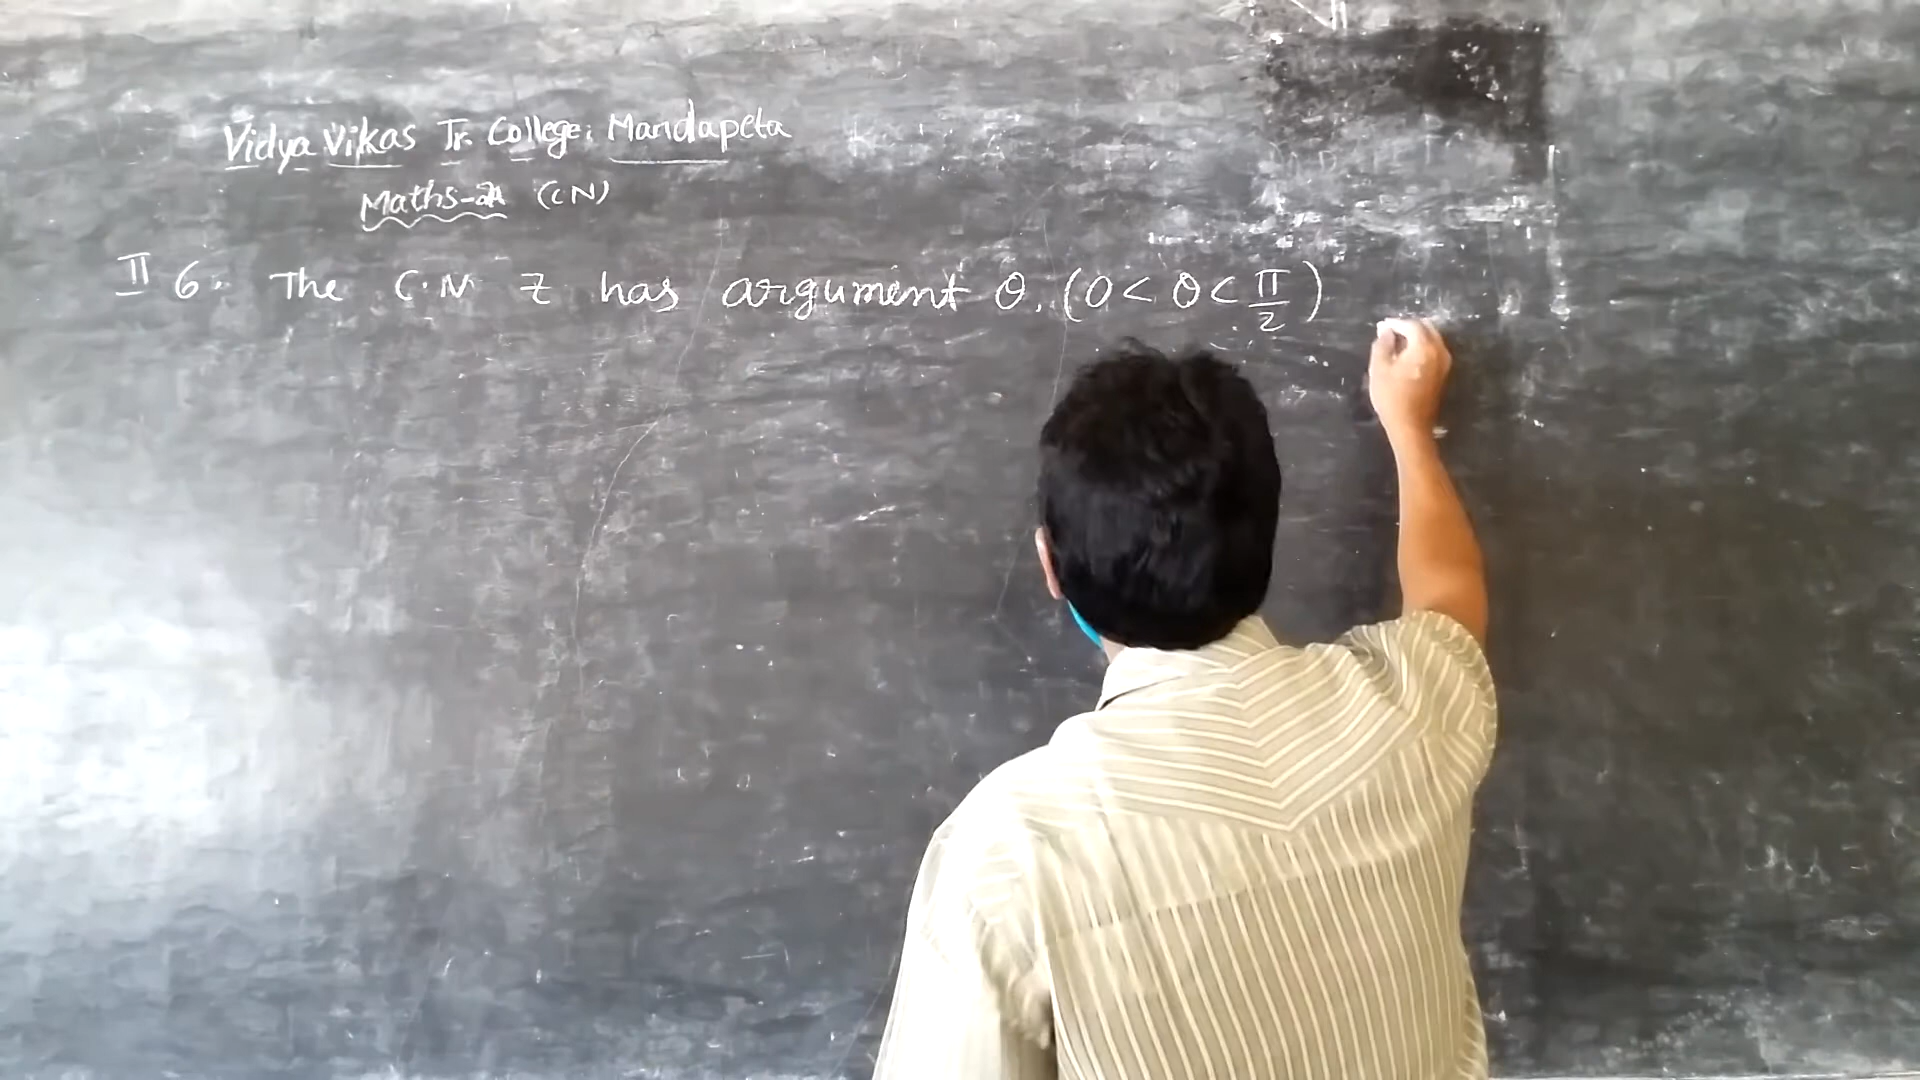 Vidya Vikas Jr. College: Mandapeta
Maths-2A (CN)
II 6. The C.N. Z has argument θ, (0 < θ < π/2)